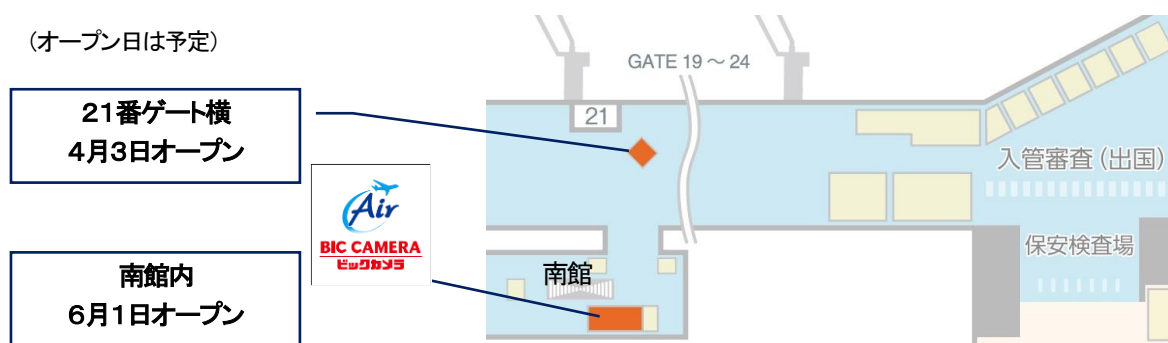 (オープン日は予定)
21番ゲート横
4月3日オープン
Air
BIC CAMERA
ビックカメラ
南館内
6月1日オープン
GATE 19～24
21
入管審査(出国)
保安検査場
南館